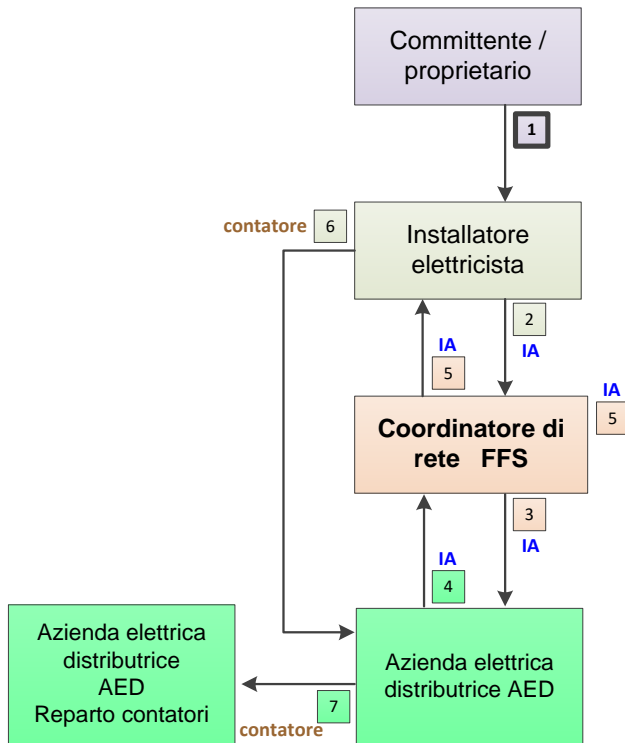 Committente /
proprietario
1
contatore 6
Installatore
elettricista
2
IA
IA
5
IA
5
Coordinatore di
rete FFS
3
IA
IA
4
Azienda elettrica
distributrice
AED
Reparto contatori
Azienda elettrica
distributrice AED
7
contatore